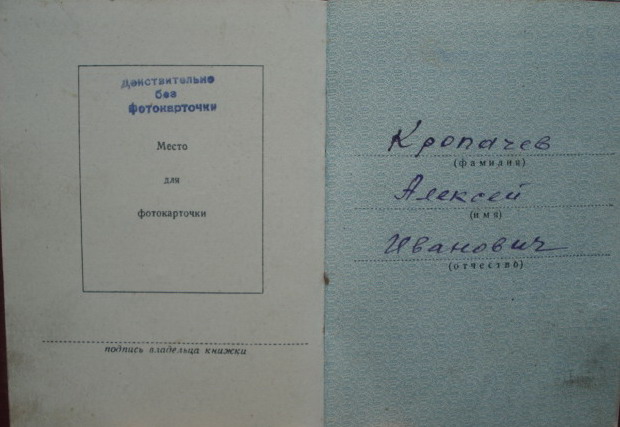 Действительно
без
фотокарточки
Место
для
фотокарточки
подпись владельца книжки
Кропачев
(фамилия)
Алексей
(имя)
Иванович
(отчество)